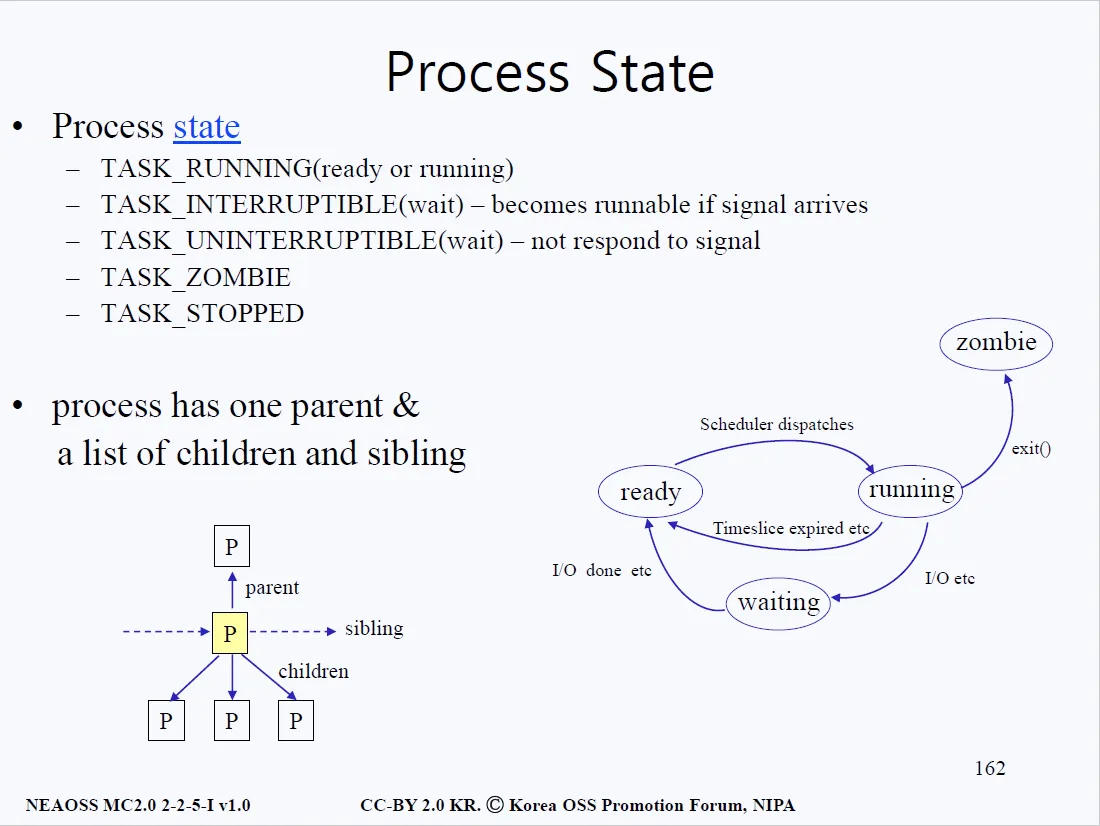 Process State
• Process state
– TASK_RUNNING(ready or running)
– TASK_INTERRUPTIBLE(wait) – becomes runnable if signal arrives
– TASK_UNINTERRUPTIBLE(wait) – not respond to signal
– TASK_ZOMBIE
– TASK_STOPPED
• process has one parent &
a list of children and sibling
P
parent
P
sibling
children
P P P
zombie
Scheduler dispatches
exit()
ready
running
Timeslice expired etc
I/O done etc
I/O etc
waiting
162
NEAOSS MC2.0 2-2-5-I v1.0
CC-BY 2.0 KR. Ⓒ Korea OSS Promotion Forum, NIPA